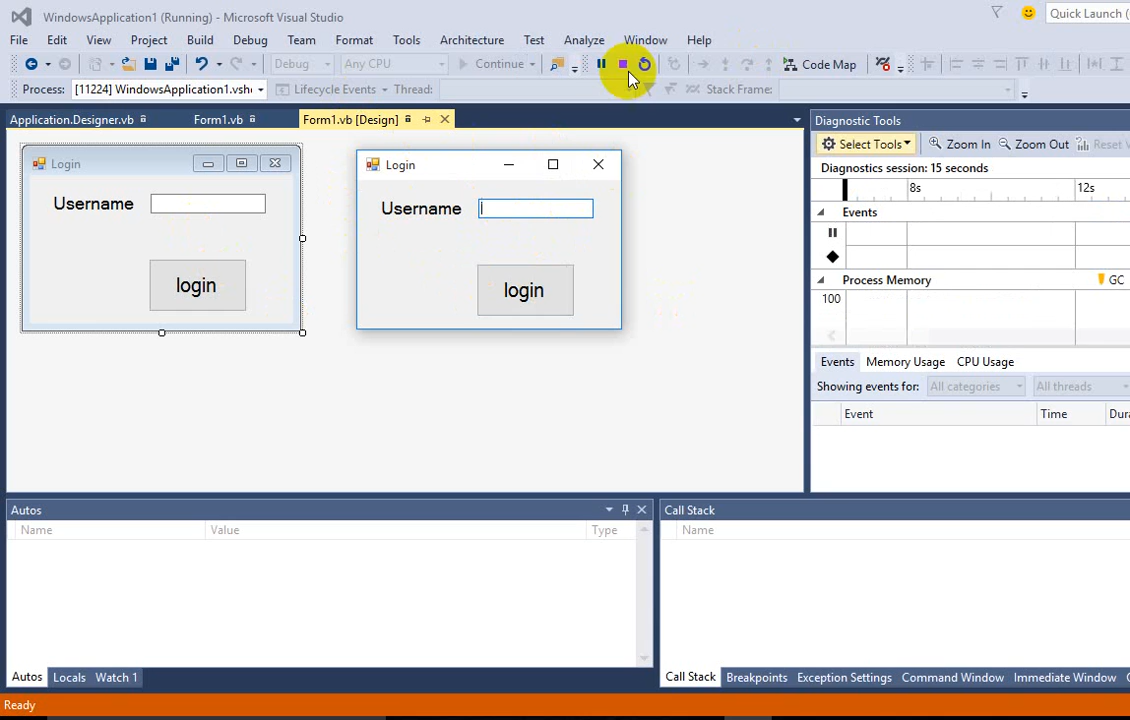 WindowsApplication1 (Running) - Microsoft Visual Studio
Quick Launch (
File Edit View Project Build Debug Team Format Tools Architecture Test Analyze Window Help
Debug Any CPU Continue Code Map
Process: [11224] WindowsApplication1.vshc Lifecycle Events Thread: Stack Frame:
Application.Designer.vb Form1.vb Form1.vb [Design]
Diagnostic Tools
Select Tools Zoom In Zoom Out Reset
Diagnostics session: 15 seconds
8s 12s
Events
Process Memory GC
100
Events Memory Usage CPU Usage
Showing events for: All categories All threads
Event Time Dura
Login
Username
login
Login
Username
login
Autos
Name Value Type
Call Stack
Name
Autos Locals Watch 1
Call Stack Breakpoints Exception Settings Command Window Immediate Window
Ready